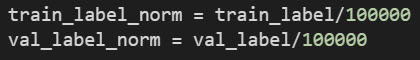 train_label_norm = train_label/100000
val_label_norm = val_label/100000